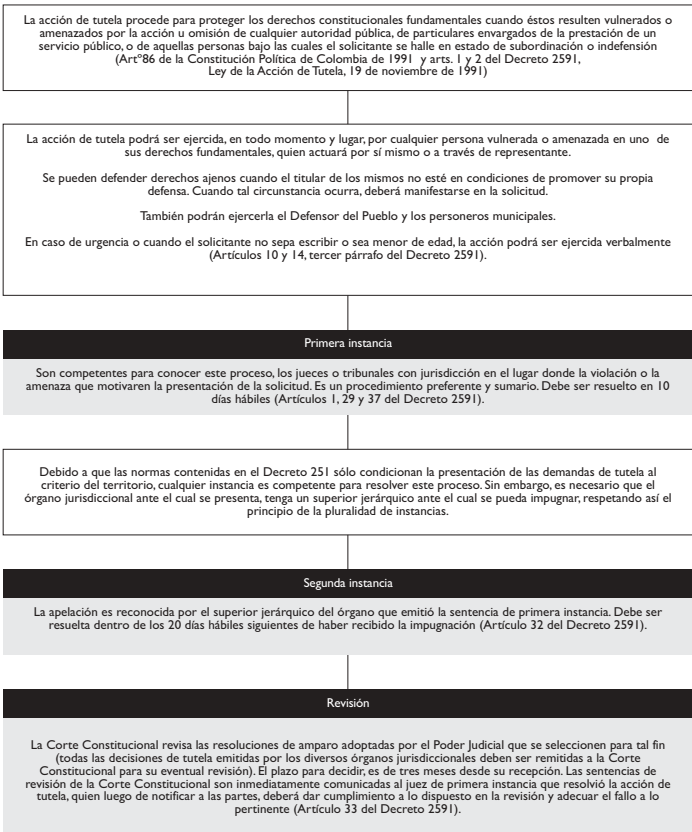 La acción de tutela procede para proteger los derechos constitucionales fundamentales cuando éstos resulten vulnerados o
amenazados por la acción u omisión de cualquier autoridad pública, de particulares envargados de la prestación de un
servicio público, o de aquellas personas bajo las cuales el solicitante se halle en estado de subordinación o indefensión
(Artº86 de la Constitución Política de Colombia de 1991 y arts. 1 y 2 del Decreto 2591,
Ley de la Acción de Tutela, 19 de noviembre de 1991)
La acción de tutela podrá ser ejercida, en todo momento y lugar, por cualquier persona vulnerada o amenazada en uno de
sus derechos fundamentales, quien actuará por sí mismo o a través de representante.
Se pueden defender derechos ajenos cuando el titular de los mismos no esté en condiciones de promover su propia
defensa. Cuando tal circunstancia ocurra, deberá manifestarse en la solicitud.
También podrán ejercerla el Defensor del Pueblo y los personeros municipales.
En caso de urgencia o cuando el solicitante no sepa escribir o sea menor de edad, la acción podrá ser ejercida verbalmente
(Artículos 10 y 14, tercer párrafo del Decreto 2591).
Primera instancia
Son competentes para conocer este proceso, los jueces o tribunales con jurisdicción en el lugar donde la violación o la
amenaza que motivaren la presentación de la solicitud. Es un procedimiento preferente y sumario. Debe ser resuelto en 10
días hábiles (Artículos 1, 29 y 37 del Decreto 2591).
Debido a que las normas contenidas en el Decreto 251 sólo condicionan la presentación de las demandas de tutela al
criterio del territorio, cualquier instancia es competente para resolver este proceso. Sin embargo, es necesario que el
órgano jurisdiccional ante el cual se presenta, tenga un superior jerárquico ante el cual se pueda impugnar, respetando así el
principio de la pluralidad de instancias.
Segunda instancia
La apelación es reconocida por el superior jerárquico del órgano que emitió la sentencia de primera instancia. Debe ser
resuelta dentro de los 20 días hábiles siguientes de haber recibido la impugnación (Artículo 32 del Decreto 2591).
Revisión
La Corte Constitucional revisa las resoluciones de amparo adoptadas por el Poder Judicial que se seleccionen para tal fin
(todas las decisiones de tutela emitidas por los diversos órganos jurisdiccionales deben ser remitidas a la Corte
Constitucional para su eventual revisión). El plazo para decidir, es de tres meses desde su recepción. Las sentencias de
revisión de la Corte Constitucional son inmediatamente comunicadas al juez de primera instancia que resolvió la acción de
tutela, quien luego de notificar a las partes, deberá dar cumplimiento a lo dispuesto en la revisión y adecuar el fallo a lo
pertinente (Artículo 33 del Decreto 2591).